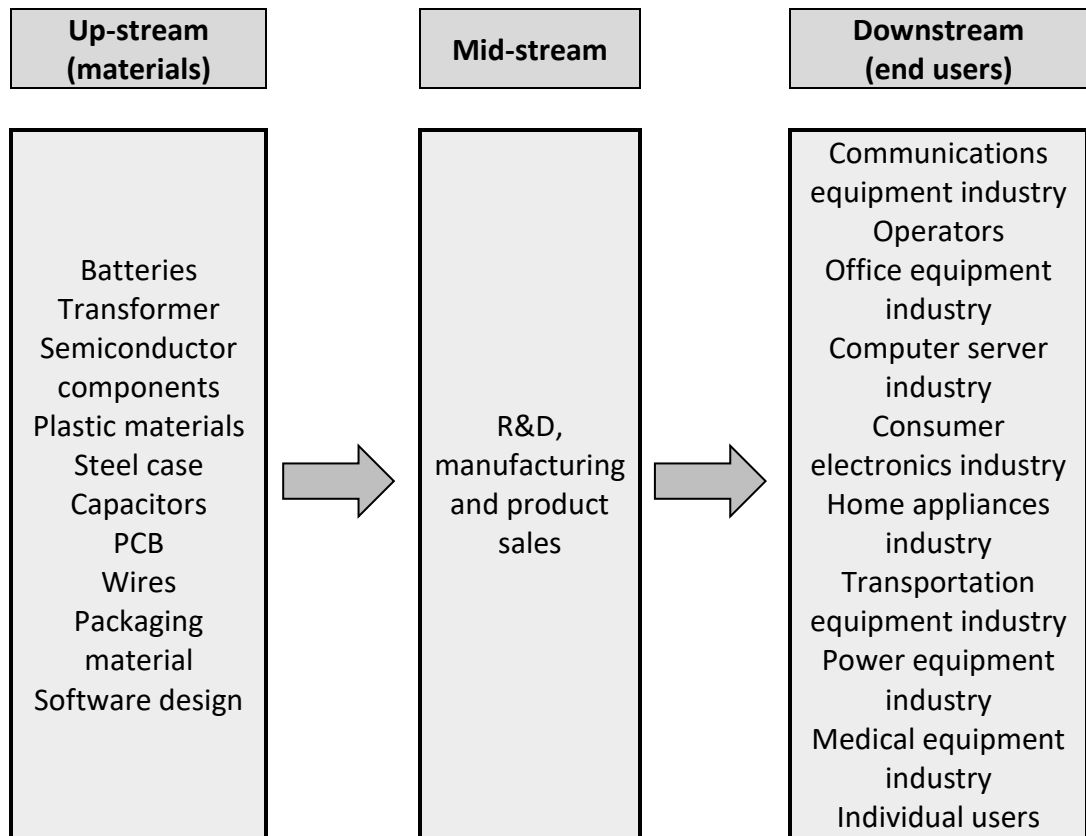 Up-stream
(materials)
Mid-stream
Downstream
(end users)
Batteries
Transformer
Semiconductor
components
Plastic materials
Steel case
Capacitors
PCB
Wires
Packaging
material
Software design
R&D,
manufacturing
and product
sales
Communications
equipment industry
Operators
Office equipment
industry
Computer server
industry
Consumer
electronics industry
Home appliances
industry
Transportation
equipment industry
Power equipment
industry
Medical equipment
industry
Individual users